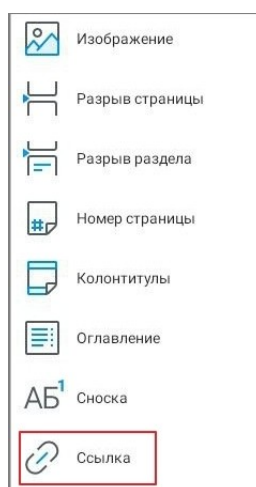 Изображение
Разрыв страницы
Разрыв раздела
#
Номер страницы
Колонтитулы
Оглавление
АБ¹ Сноска
Ссылка